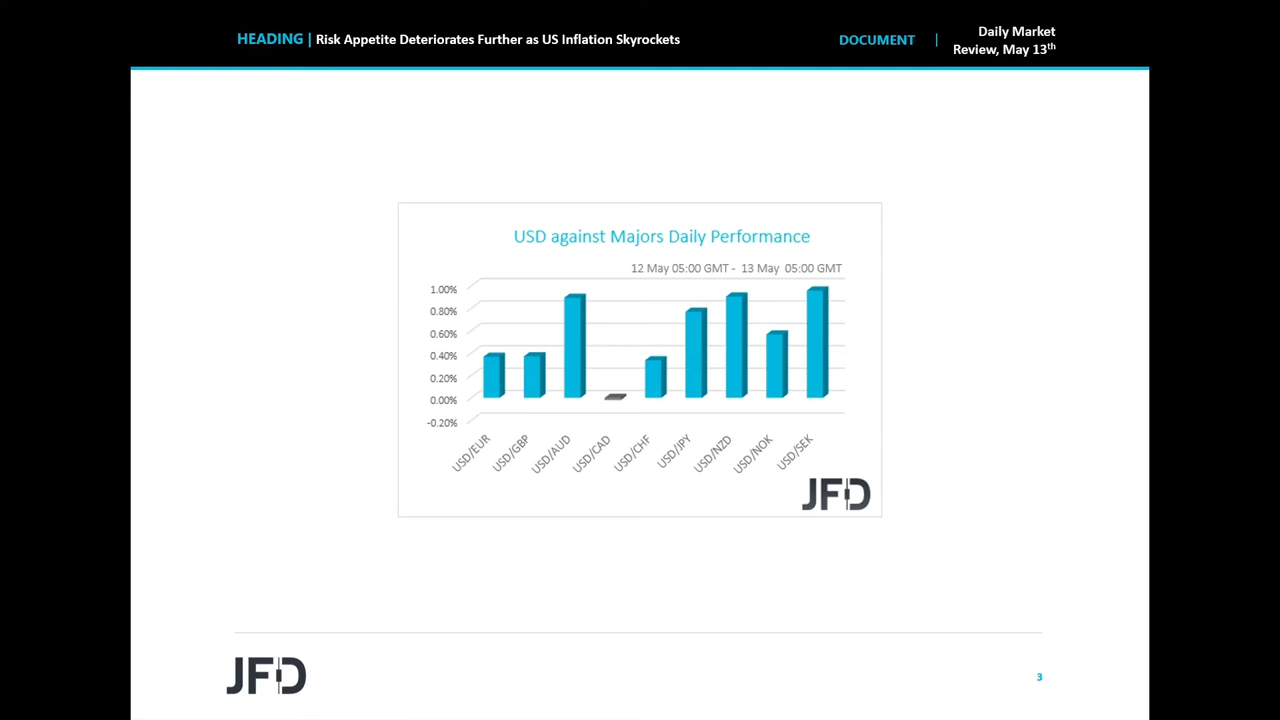 HEADING | Risk Appetite Deteriorates Further as US Inflation Skyrockets
DOCUMENT |
Daily Market
Review, May 13th
USD against Majors Daily Performance
12 May 05:00 GMT - 13 May 05:00 GMT
1.00%
0.80%
0.60%
0.40%
0.20%
0.00%
-0.20%
USD/EUR
USD/GBP
USD/AUD
USD/CAD
USD/CHF
USD/JPY
USD/NZD
USD/NOK
USD/SEK
JFD
JFD
3